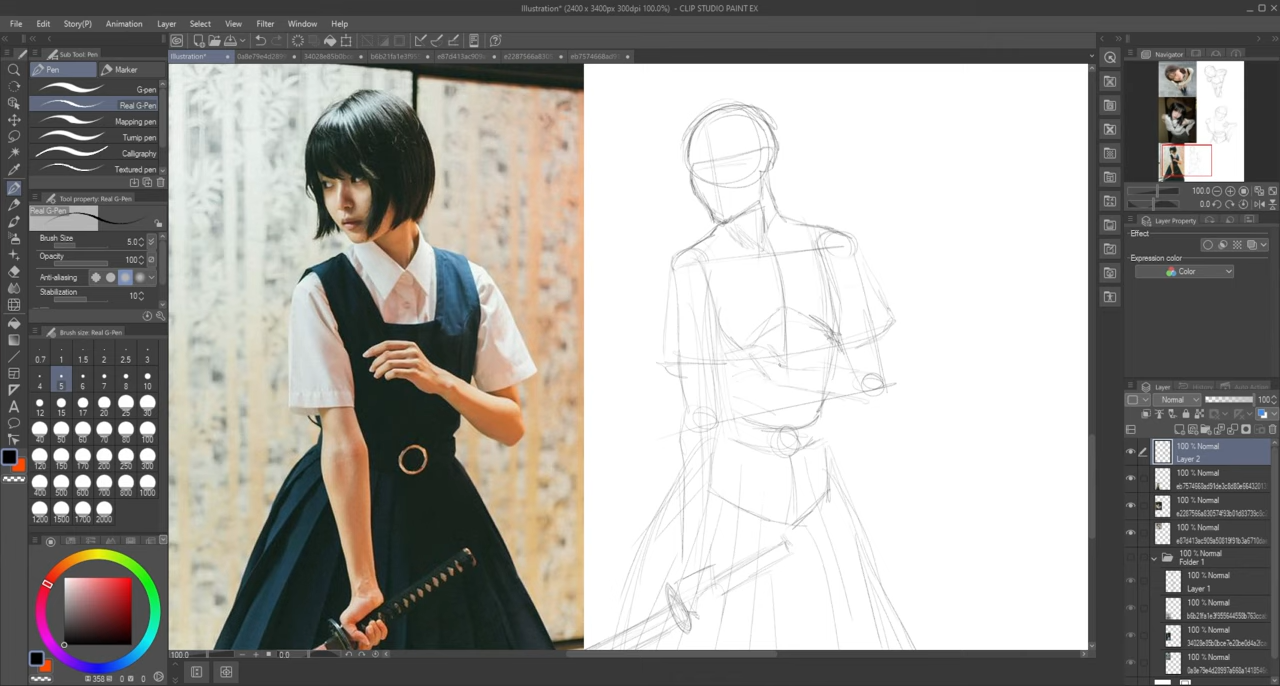 Illustration* (2400 x 3400px 300dpi 100.0%) - CLIP STUDIO PAINT EX
File Edit Story(P) Animation Layer Select View Filter Window Help
Sub Tool: Pen
Pen Marker
G-pen
Real G-Pen
Mapping pen
Turnip pen
Calligraphy
Textured pen
Tool property: Real G-Pen
Real G-Pen
Brush Size 5.0
Opacity 100
Anti-aliasing
Stabilization 10
Brush size: Real G-Pen
0.7 1 1.5 2 2.5 3
4 5 6 7 8 10
12 15 17 20 25 30
40 50 60 70 80 100
120 150 170 200 250 300
400 500 600 700 800 1000
1200 1500 1700 2000
358 0 0
Illustration*
100.0 0.0
Navigator
100.0
0.0
Layer Property
Effect
Expression color
Color
Layer History Auto Action
Normal 100
100 % Normal
Layer 2
100 % Normal
100 % Normal
100 % Normal
100 % Normal
Folder 1
100 % Normal
Layer 1
100 % Normal
100 % Normal
100 % Normal